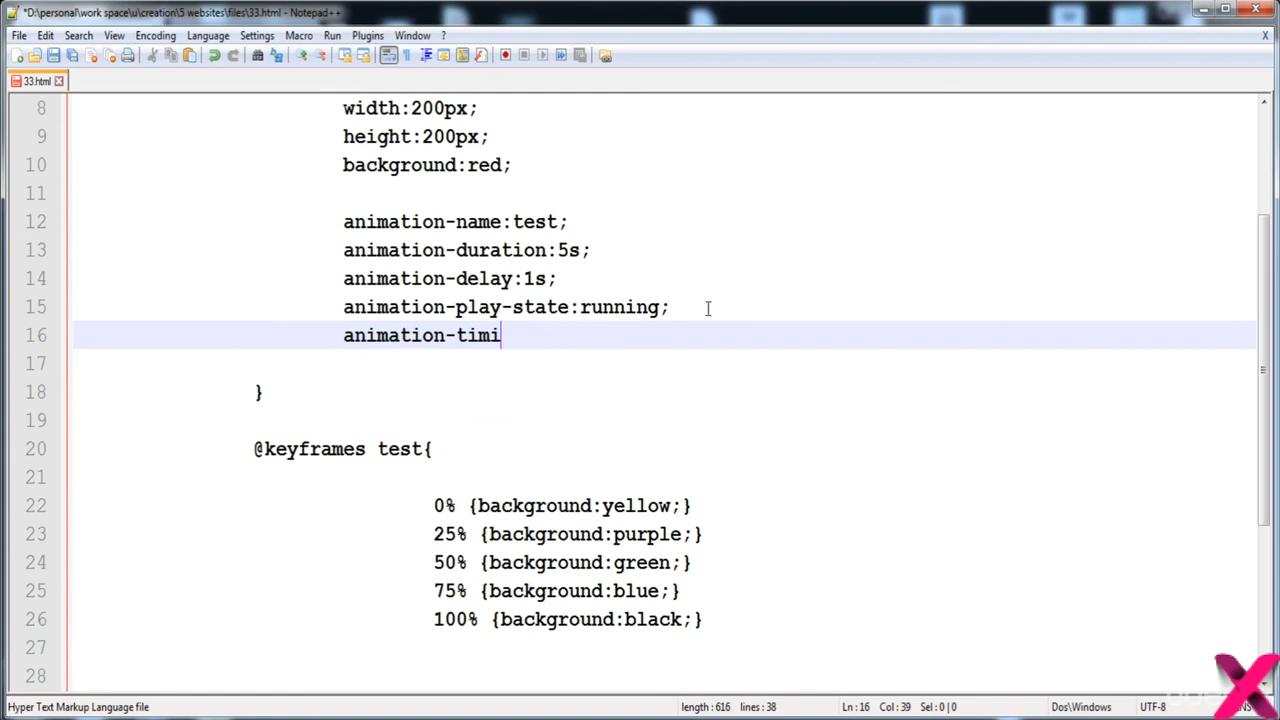 *D:\personal\work space\u\creation\5 websites\files\33.html - Notepad++
File Edit Search View Encoding Language Settings Macro Run Plugins Window ? X
33.html
8 width:200px;
9 height:200px;
10 background:red;
11
12 animation-name:test;
13 animation-duration:5s;
14 animation-delay:1s;
15 animation-play-state:running;
16 animation-timi
17
18 }
19
20 @keyframes test{
21
22 0% {background:yellow;}
23 25% {background:purple;}
24 50% {background:green;}
25 75% {background:blue;}
26 100% {background:black;}
27
28
Hyper Text Markup Language file length : 616 lines : 38 Ln : 16 Col : 39 Sel : 0 | 0 Dos\Windows UTF-8